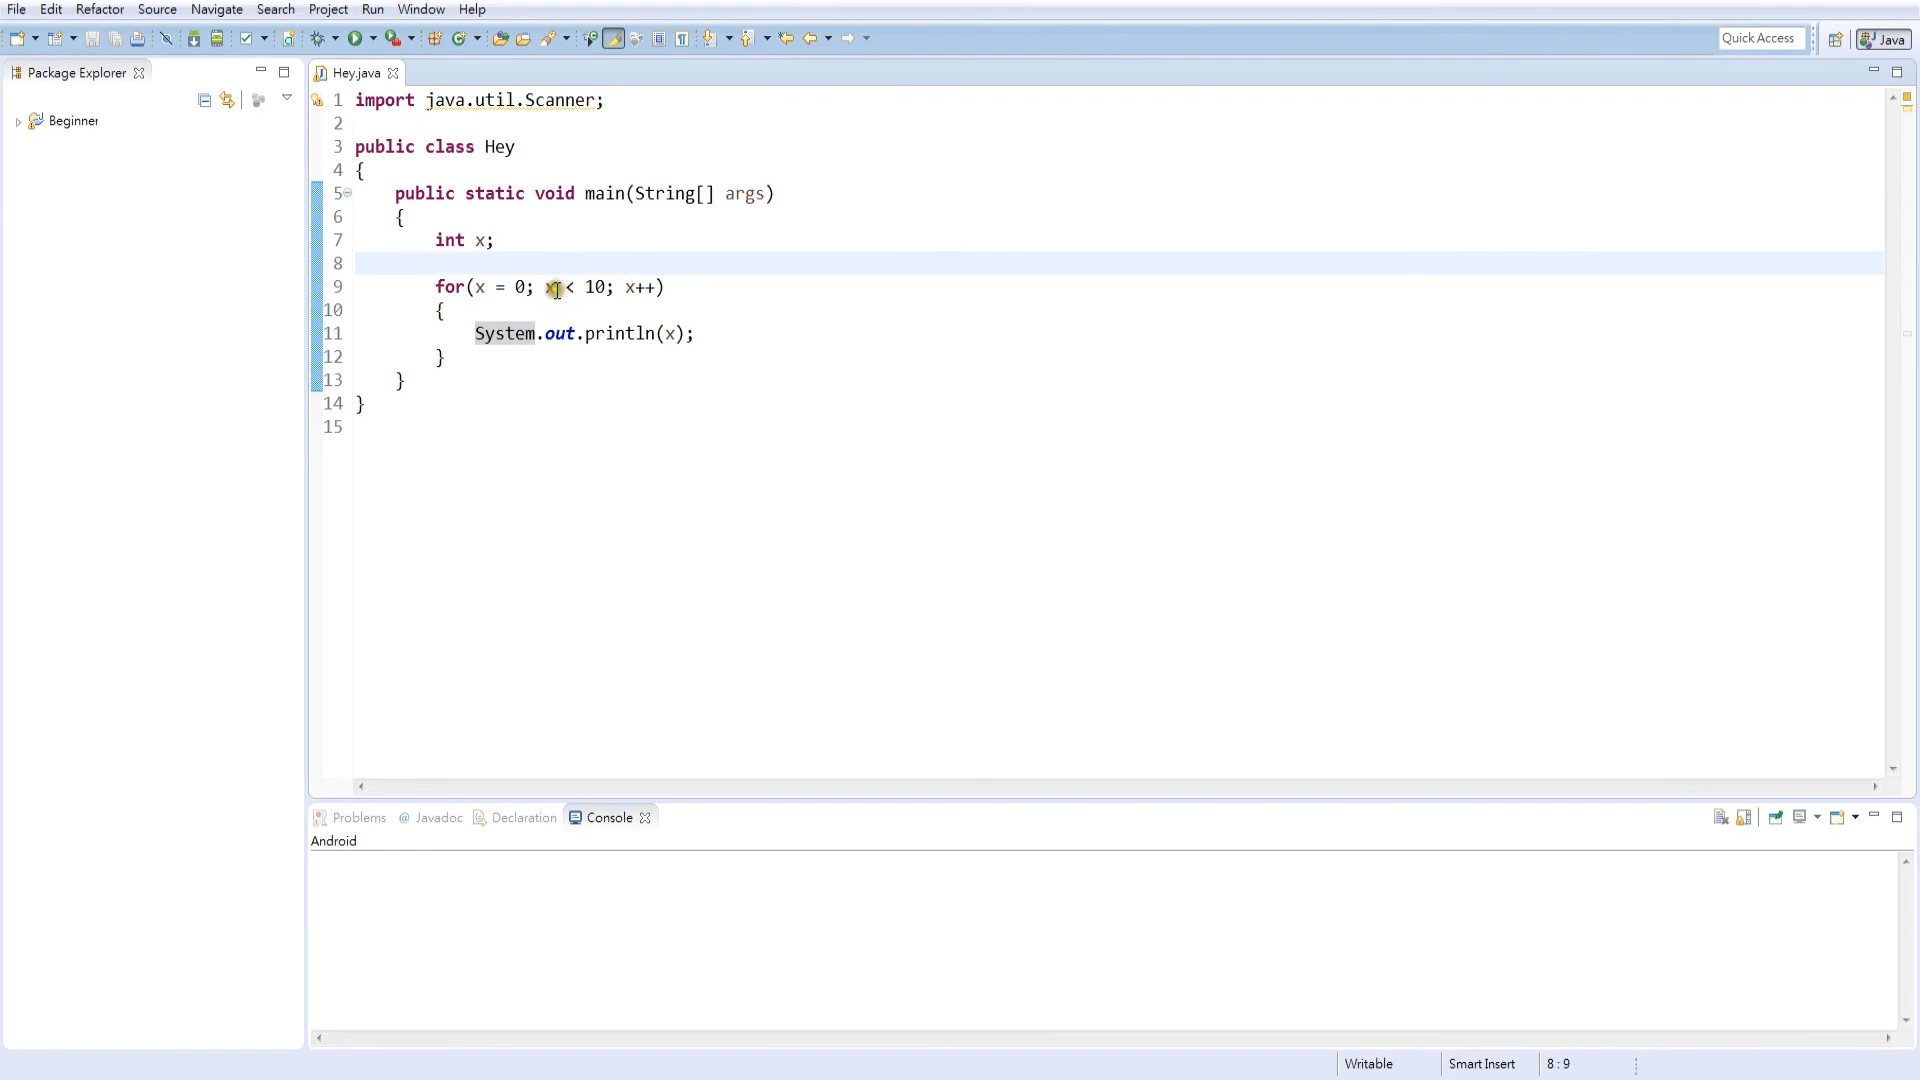 File Edit Refactor Source Navigate Search Project Run Window Help
Quick Access Java
Package Explorer
Beginner
Hey.java
1 import java.util.Scanner;
2
3 public class Hey
4 {
5 public static void main(String[] args)
6 {
7 int x;
8
9 for(x = 0; x < 10; x++)
10 {
11 System.out.println(x);
12 }
13 }
14 }
15
Problems @ Javadoc Declaration Console
Android
Writable Smart Insert 8 : 9